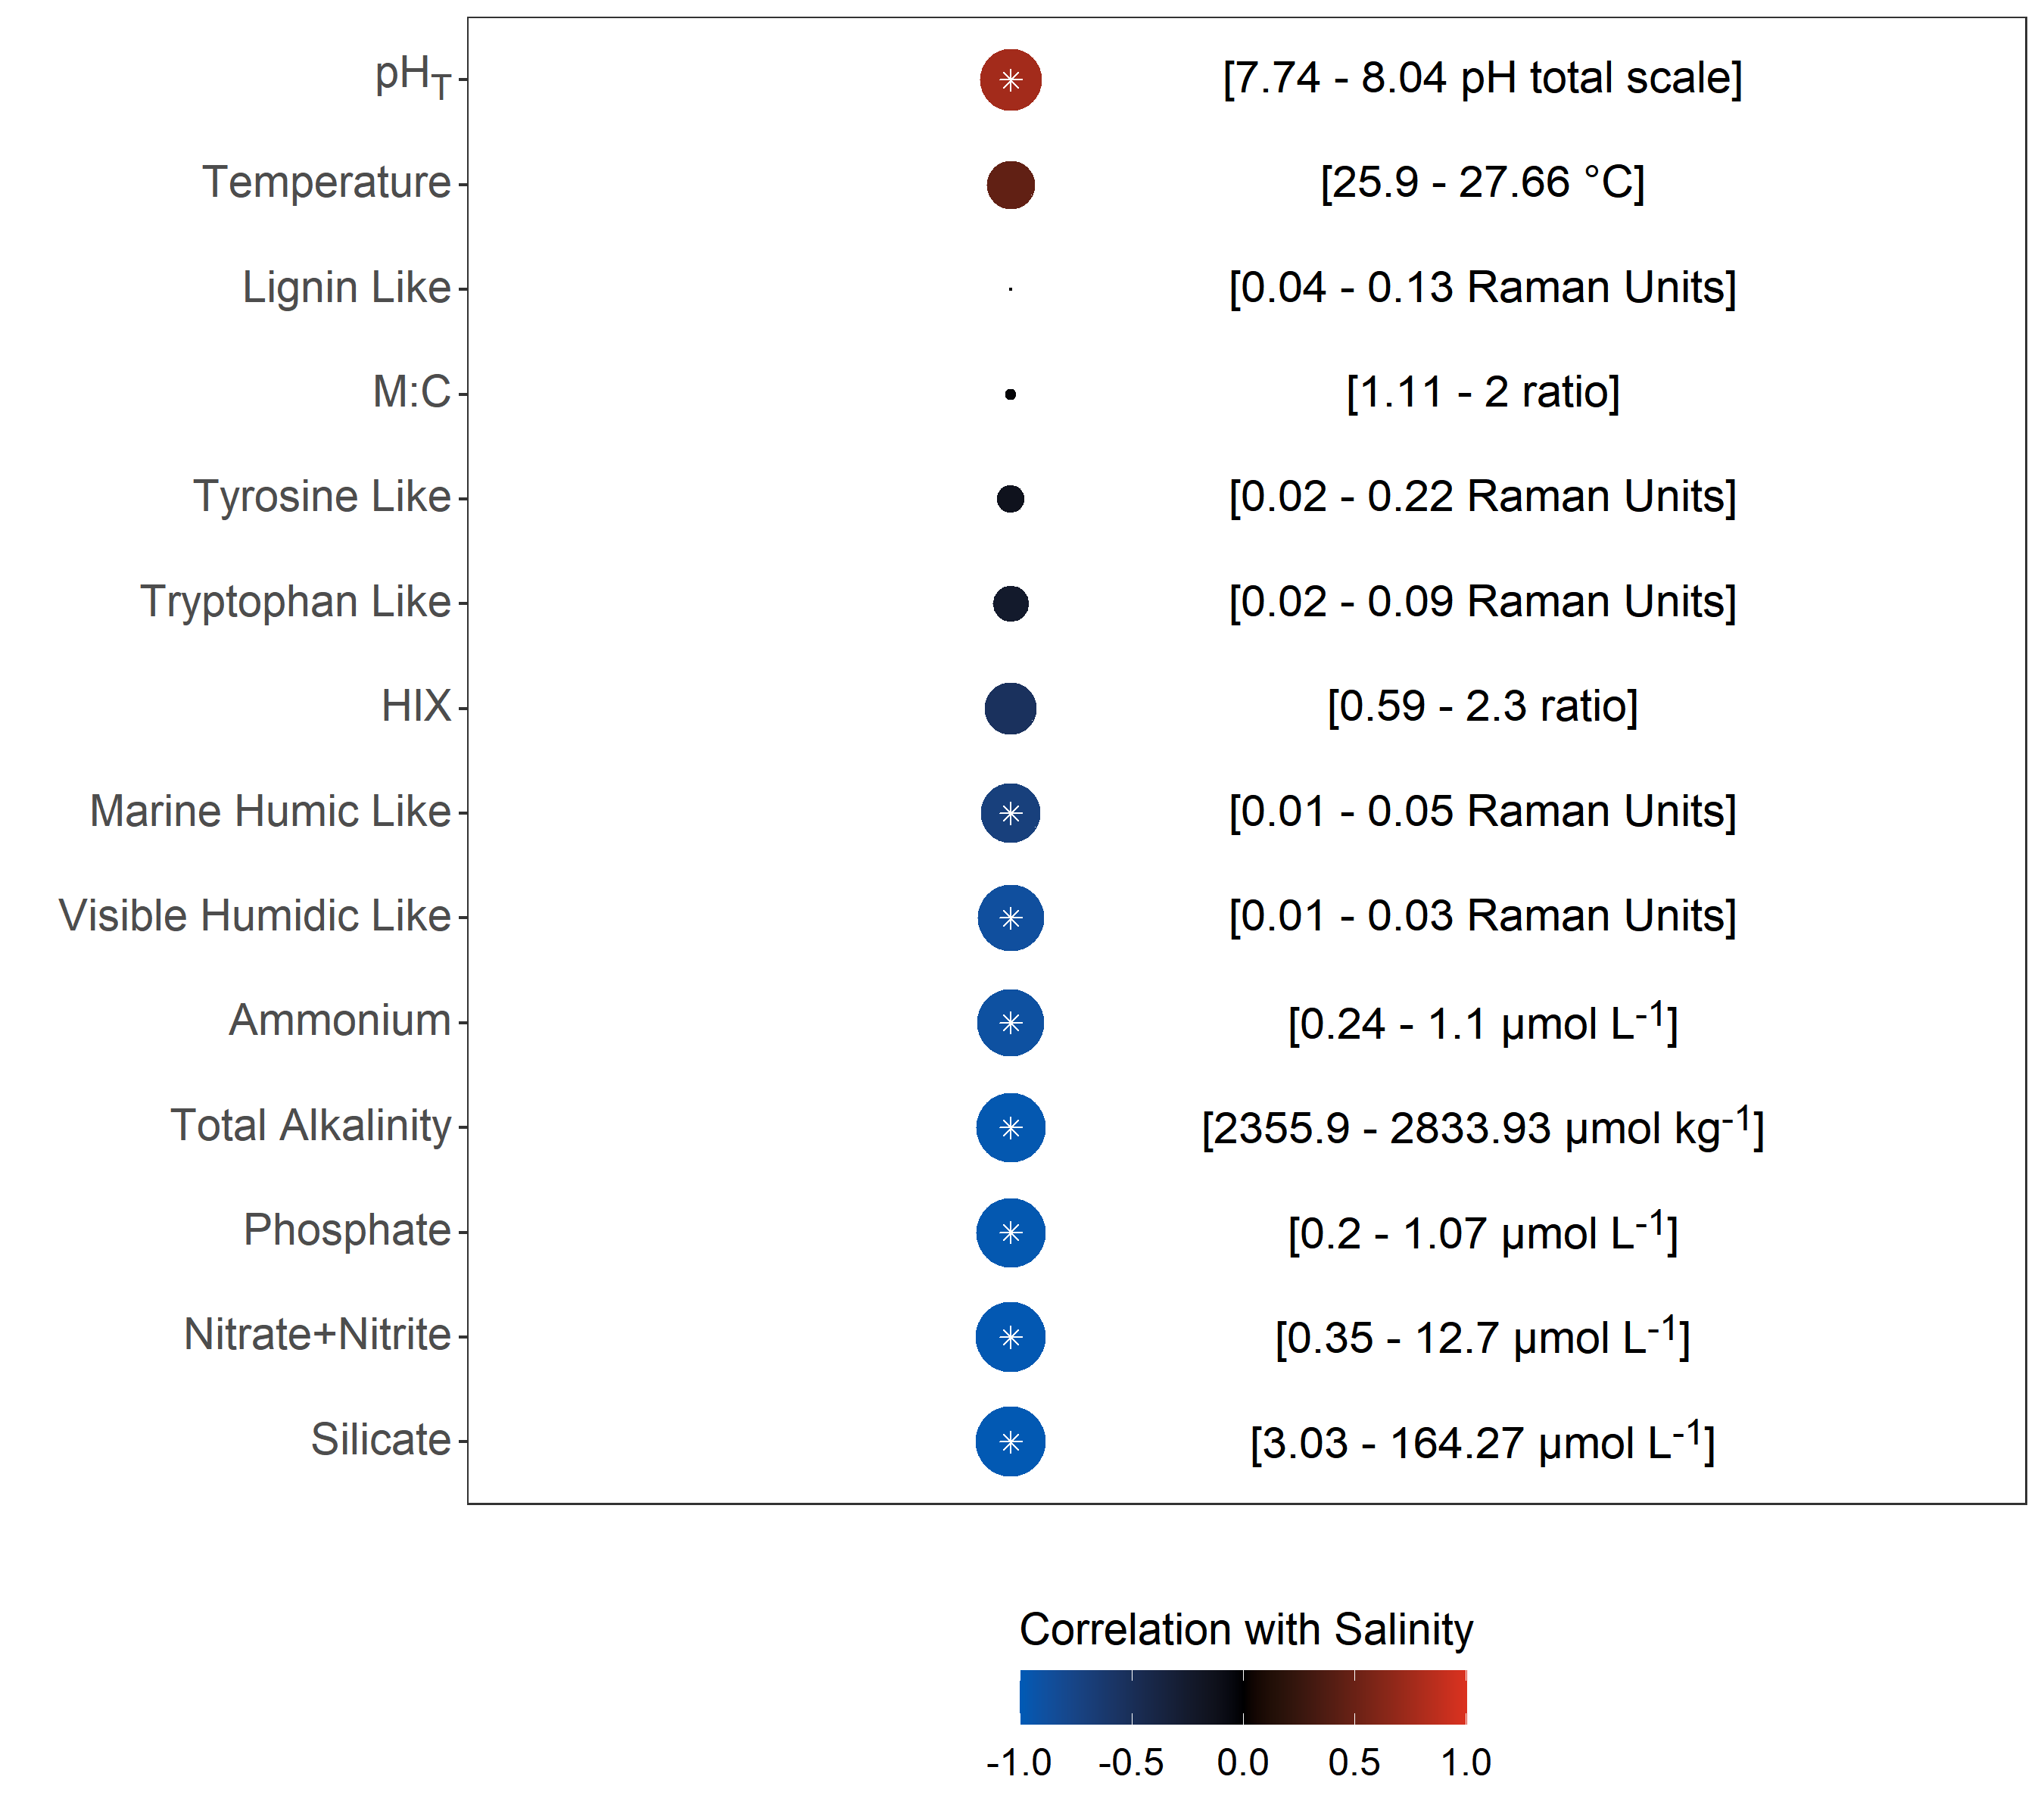 pHT [7.74 - 8.04 pH total scale]
Temperature [25.9 - 27.66 °C]
Lignin Like [0.04 - 0.13 Raman Units]
M:C [1.11 - 2 ratio]
Tyrosine Like [0.02 - 0.22 Raman Units]
Tryptophan Like [0.02 - 0.09 Raman Units]
HIX [0.59 - 2.3 ratio]
Marine Humic Like [0.01 - 0.05 Raman Units]
Visible Humidic Like [0.01 - 0.03 Raman Units]
Ammonium [0.24 - 1.1 µmol L⁻¹]
Total Alkalinity [2355.9 - 2833.93 µmol kg⁻¹]
Phosphate [0.2 - 1.07 µmol L⁻¹]
Nitrate+Nitrite [0.35 - 12.7 µmol L⁻¹]
Silicate [3.03 - 164.27 µmol L⁻¹]
Correlation with Salinity
-1.0 -0.5 0.0 0.5 1.0